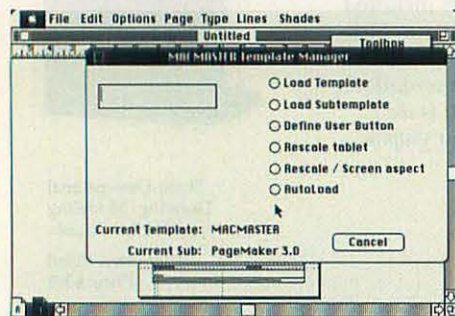 File Edit Options Page Type Lines Shades
Untitled
Toolbox
MACMASTER Template Manager
Load Template
Load Subtemplate
Define User Button
Rescale tablet
Rescale / Screen aspect
AutoLoad
Current Template: MACMASTER
Current Sub: PageMaker 3.0
Cancel